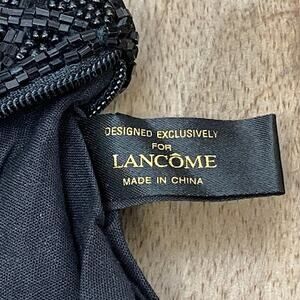 DESIGNED EXCLUSIVELY
FOR
LANCÔME
MADE IN CHINA